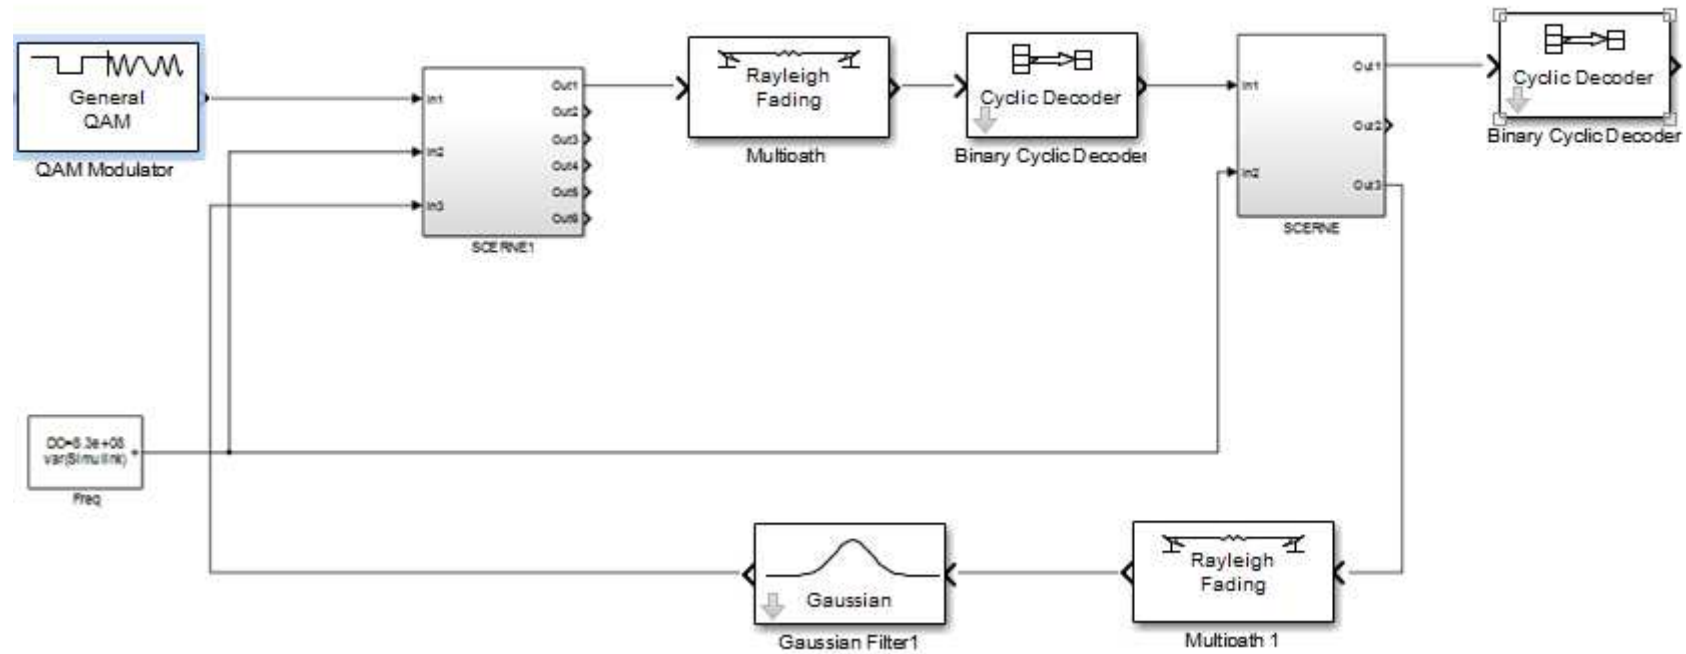 General
QAM
QAM Modulator
In1
In2
In3
Out1
Out2
Out3
Out4
Out5
Out6
SCERNE1
Rayleigh
Fading
Multipath
Cyclic Decoder
Binary Cyclic Decoder
In1
In2
Out1
Out2
Out3
SCERNE
Cyclic Decoder
Binary Cyclic Decoder
var(Simulink)
Freq
Gaussian
Gaussian Filter1
Rayleigh
Fading
Multipath 1